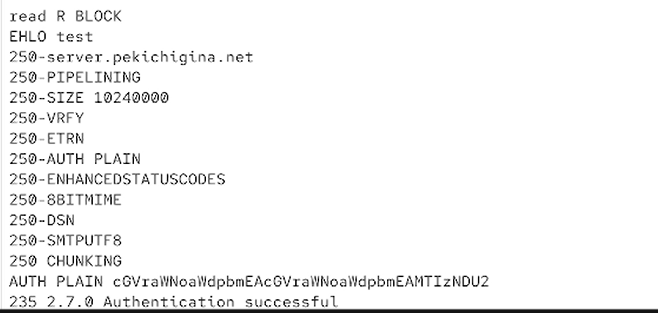 read R BLOCK
EHLO test
250-server.pekichigina.net
250-PIPELINING
250-SIZE 10240000
250-VRFY
250-ETRN
250-AUTH PLAIN
250-ENHANCEDSTATUSCODES
250-8BITMIME
250-DSN
250-SMTPUTF8
250 CHUNKING
AUTH PLAIN cGVraWNoaWdpbmEAcGVraWNoaWdpbmEAMTIzNDU2
235 2.7.0 Authentication successful